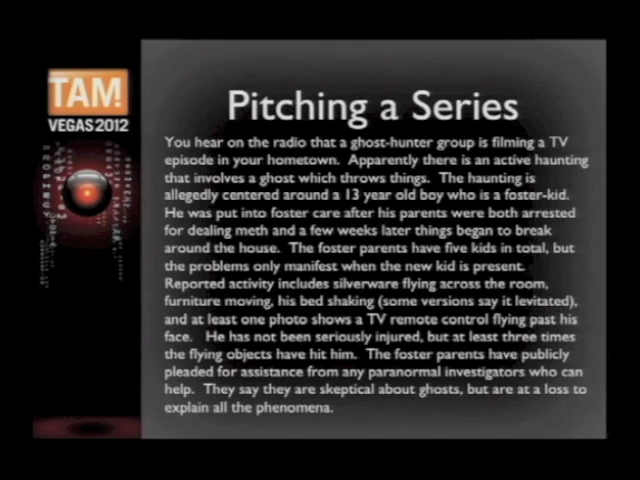 TAM!
VEGAS 2012
Pitching a Series
You hear on the radio that a ghost-hunter group is filming a TV
episode in your hometown. Apparently there is an active haunting
that involves a ghost which throws things. The haunting is
allegedly centered around a 13 year old boy who is a foster-kid.
He was put into foster care after his parents were both arrested
for dealing meth and a few weeks later things began to break
around the house. The foster parents have five kids in total, but
the problems only manifest when the new kid is present.
Reported activity includes silverware flying across the room,
furniture moving, his bed shaking (some versions say it levitated),
and at least one photo shows a TV remote control flying past his
face. He has not been seriously injured, but at least three times
the flying objects have hit him. The foster parents have publicly
pleaded for assistance from any paranormal investigators who can
help. They say they are skeptical about ghosts, but are at a loss to
explain all the phenomena.